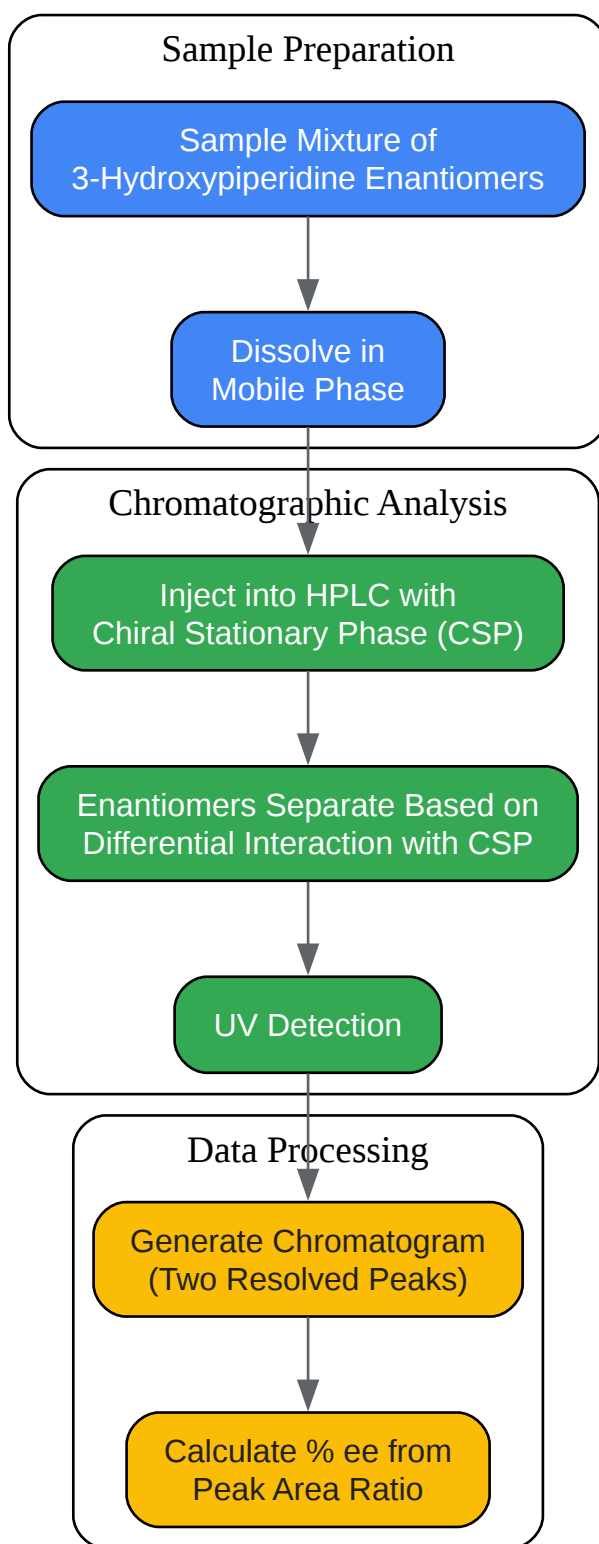 Sample Preparation
Sample Mixture of
3-Hydroxypiperidine Enantiomers
Dissolve in
Mobile Phase
Chromatographic Analysis
Inject into HPLC with
Chiral Stationary Phase (CSP)
Enantiomers Separate Based on
Differential Interaction with CSP
UV Detection
Data Processing
Generate Chromatogram
(Two Resolved Peaks)
Calculate % ee from
Peak Area Ratio